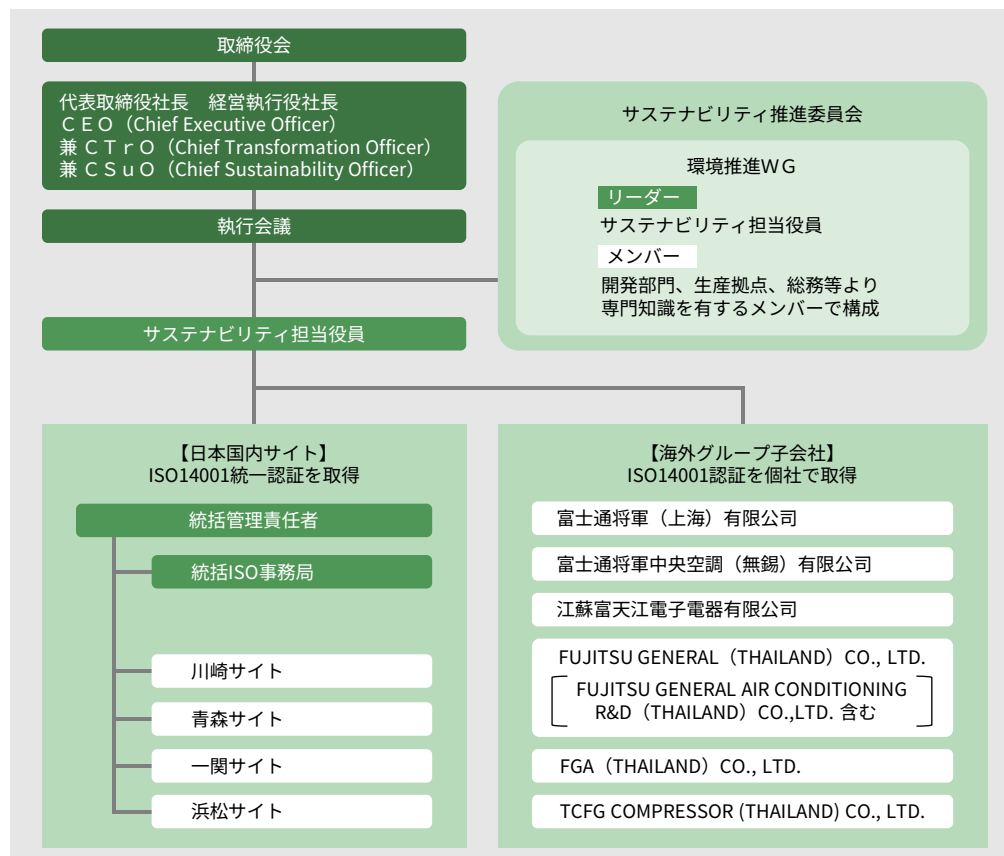 取締役会
代表取締役社長　経営執行役社長
ＣＥＯ（Chief Executive Officer）
兼 ＣＴｒＯ（Chief Transformation Officer）
兼 ＣＳｕＯ（Chief Sustainability Officer）
執行会議
サステナビリティ推進委員会
環境推進ＷＧ
リーダー
サステナビリティ担当役員
メンバー
開発部門、生産拠点、総務等より
専門知識を有するメンバーで構成
サステナビリティ担当役員
【日本国内サイト】
ISO14001統一認証を取得
統括管理責任者
統括ISO事務局
川崎サイト
青森サイト
一関サイト
浜松サイト
【海外グループ子会社】
ISO14001認証を個社で取得
富士通将軍（上海）有限公司
富士通将軍中央空調（無錫）有限公司
江蘇富天江電子電器有限公司
FUJITSU GENERAL（THAILAND）CO., LTD.
FUJITSU GENERAL AIR CONDITIONING
R&D（THAILAND）CO.,LTD. 含む
FGA（THAILAND）CO., LTD.
TCFG COMPRESSOR (THAILAND) CO., LTD.